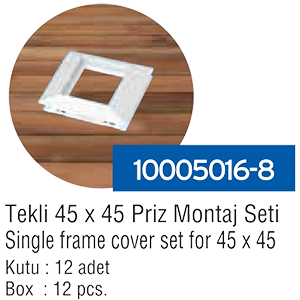 10005016-8
Tekli 45 x 45 Priz Montaj Seti
Single frame cover set for 45 x 45
Kutu : 12 adet
Box : 12 pcs.